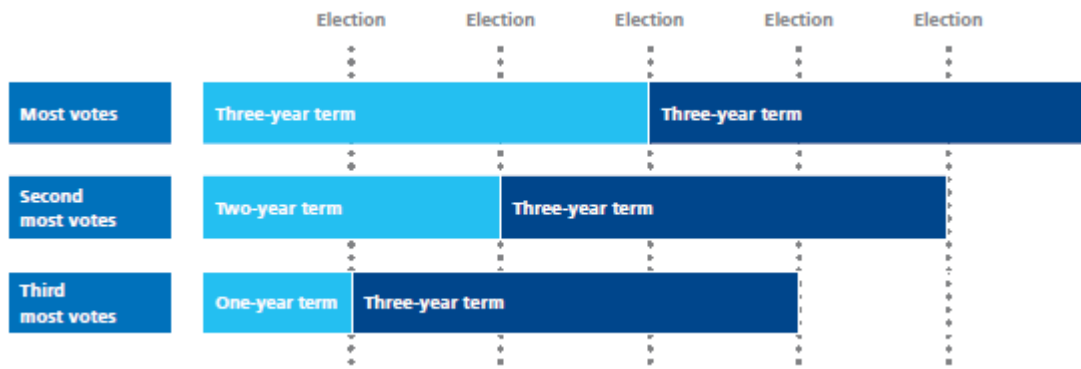 Election Election Election Election Election
Most votes
Three-year term
Three-year term
Second
most votes
Two-year term
Three-year term
Third
most votes
One-year term
Three-year term